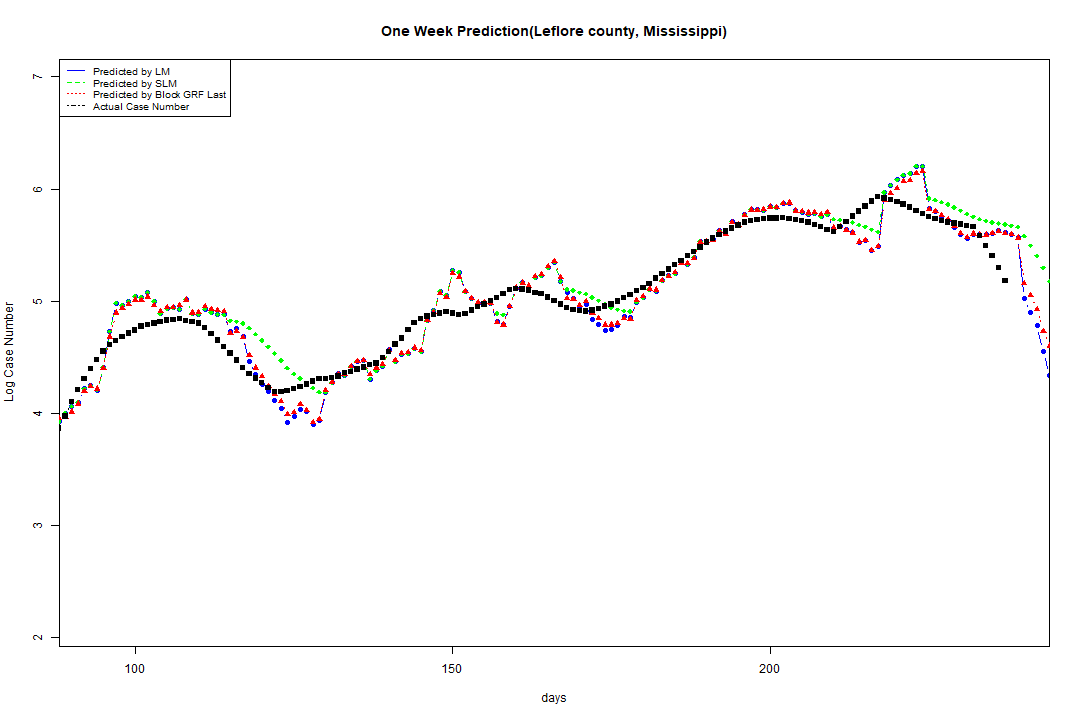 One Week Prediction(Leflore county, Mississippi)
Predicted by LM
Predicted by SLM
Predicted by Block GRF Last
Actual Case Number
7
6
5
4
3
2
Log Case Number
100
150
200
days